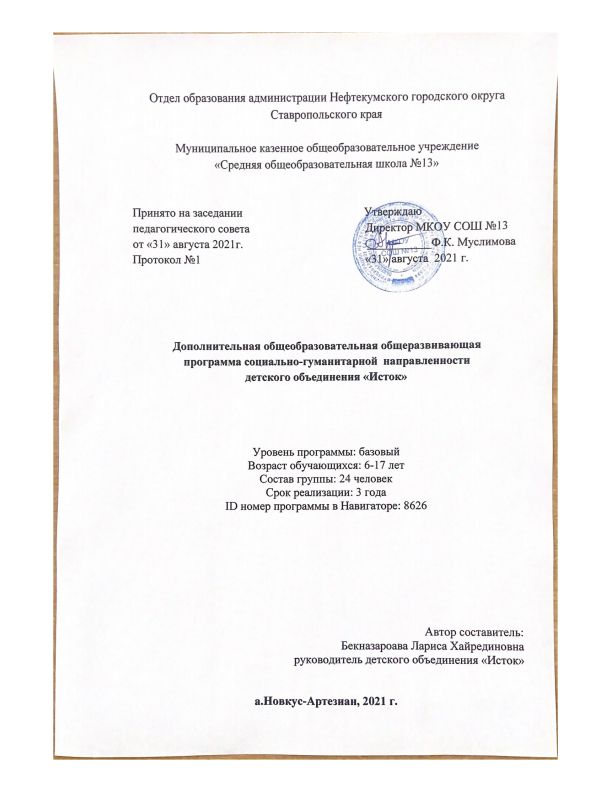 Отдел образования администрации Нефтекумского городского округа
Ставропольского края
Муниципальное казенное общеобразовательное учреждение
«Средняя общеобразовательная школа №13»
Принято на заседании
педагогического совета
от «31» августа 2021г.
Протокол №1
Утверждаю
Директор МКОУ СОШ №13
Ф.К. Муслимова
«31» августа 2021 г.
МКОУ
СОШ №13
Дополнительная общеобразовательная общеразвивающая
программа социально-гуманитарной направленности
детского объединения «Исток»
Уровень программы: базовый
Возраст обучающихся: 6-17 лет
Состав группы: 24 человек
Срок реализации: 3 года
ID номер программы в Навигаторе: 8626
Автор составитель:
Бекназароава Лариса Хайрединовна
руководитель детского объединения «Исток»
а.Новкус-Артезиан, 2021 г.